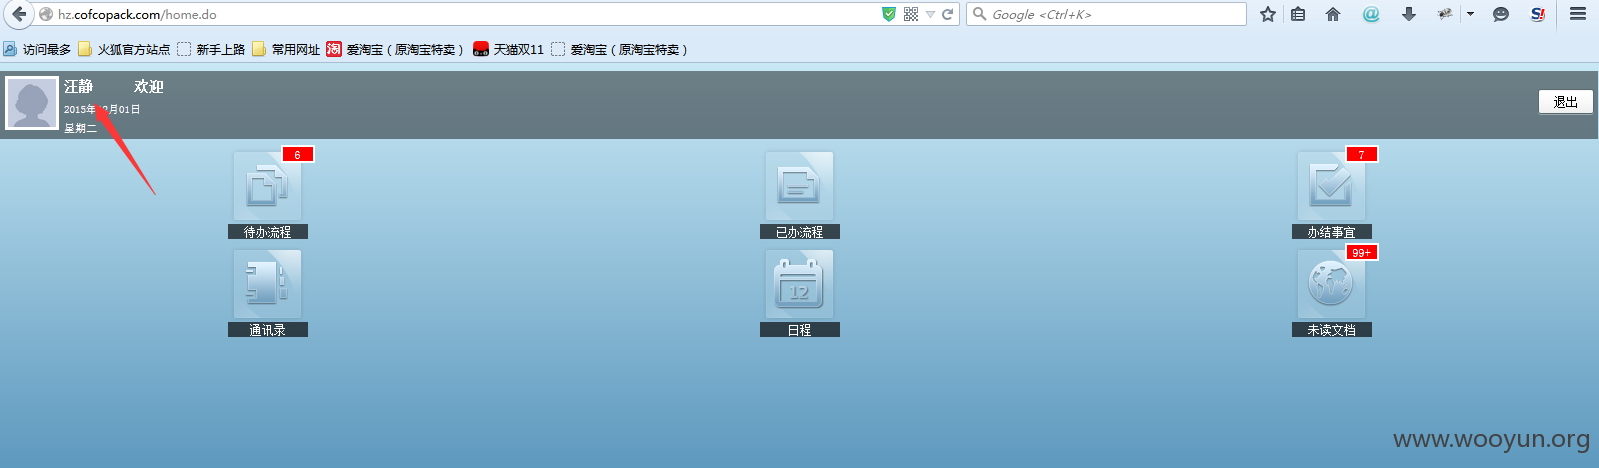 hz.cofcopack.com/home.do
Google <Ctrl+K>
访问最多 火狐官方站点 新手上路 常用网址 淘 爱淘宝（原淘宝特卖） 天猫双11 爱淘宝（原淘宝特卖）
汪静 欢迎
2015年 2月01日
星期二
退出
6
7
待办流程 已办流程 办结事宜
99+
12
通讯录 日程 未读文档
www.wooyun.org